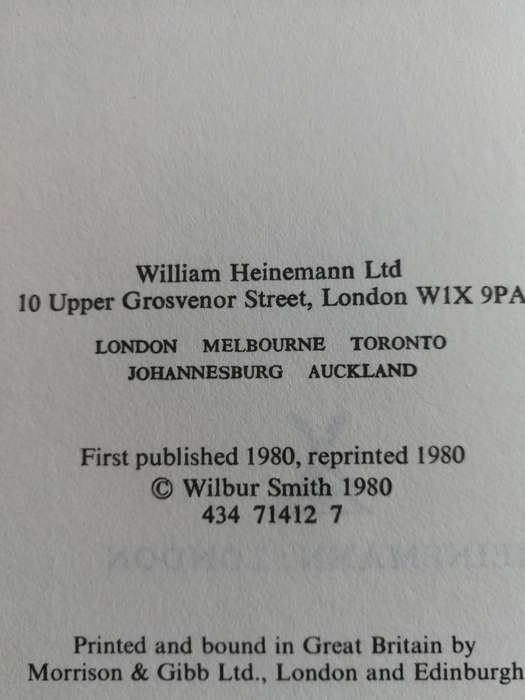 William Heinemann Ltd
10 Upper Grosvenor Street, London W1X 9PA
LONDON MELBOURNE TORONTO
JOHANNESBURG AUCKLAND
First published 1980, reprinted 1980
© Wilbur Smith 1980
434 71412 7
Printed and bound in Great Britain by
Morrison & Gibb Ltd., London and Edinburgh